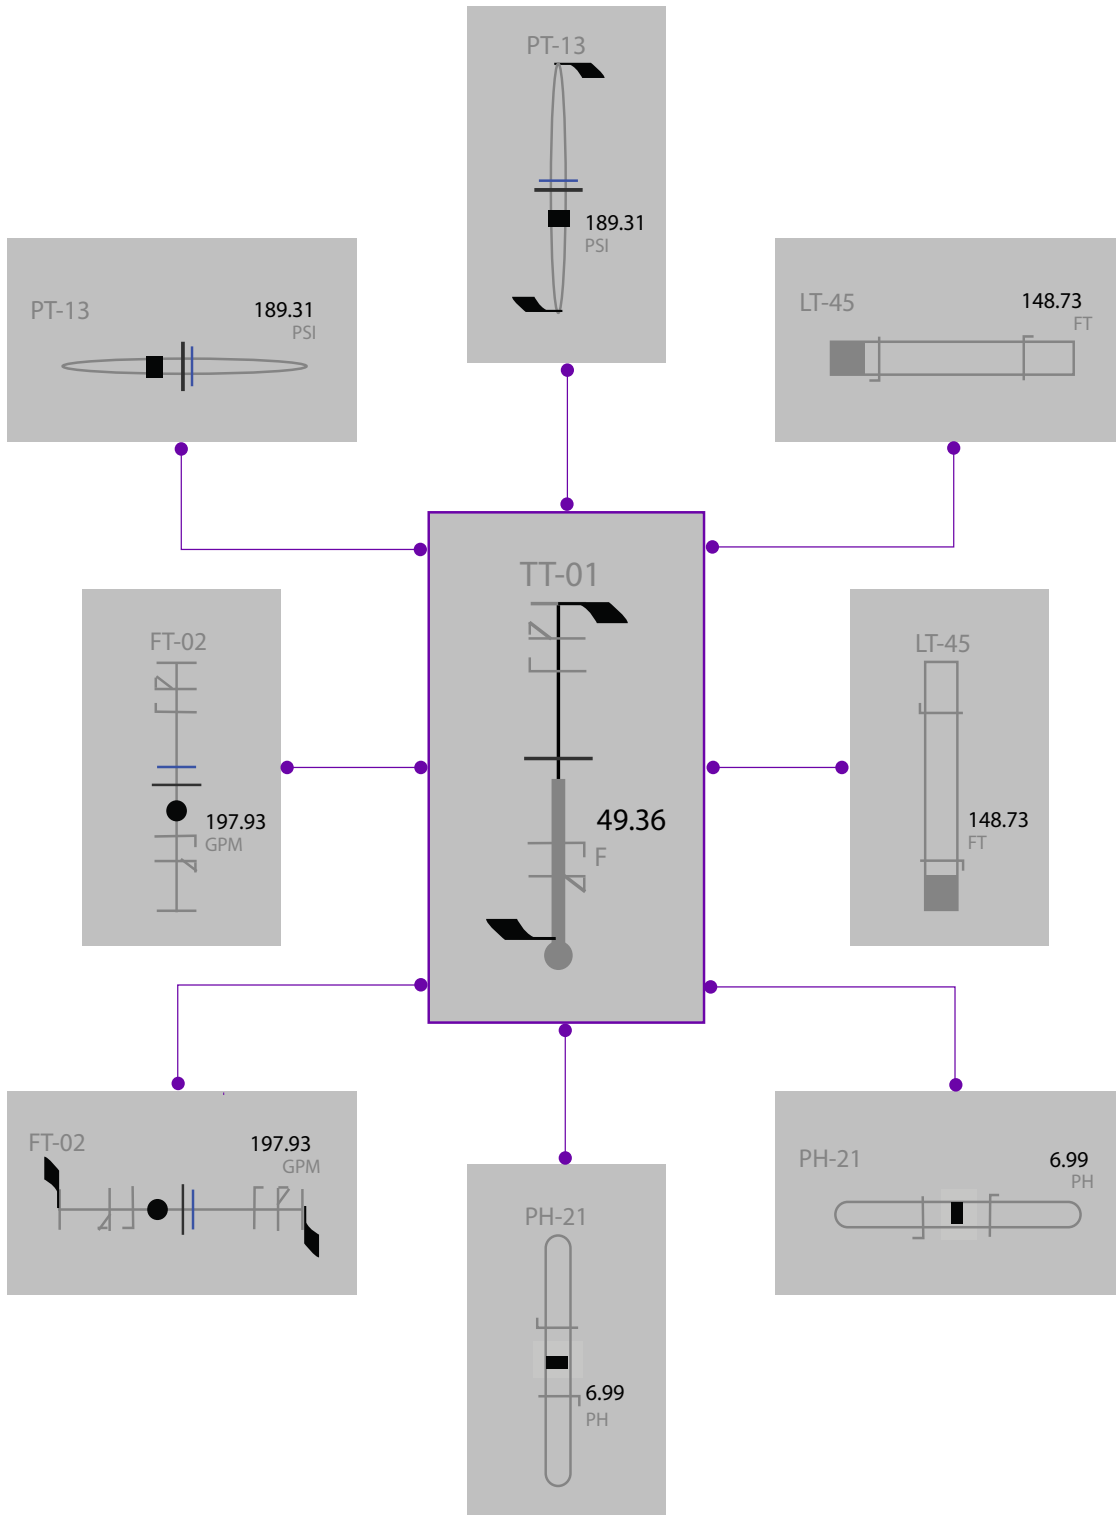 PT-13
189.31
PSI
PT-13
189.31
PSI
LT-45
148.73
FT
TT-01
49.36
F
FT-02
197.93
GPM
LT-45
148.73
FT
FT-02
197.93
GPM
PH-21
6.99
PH
PH-21
6.99
PH